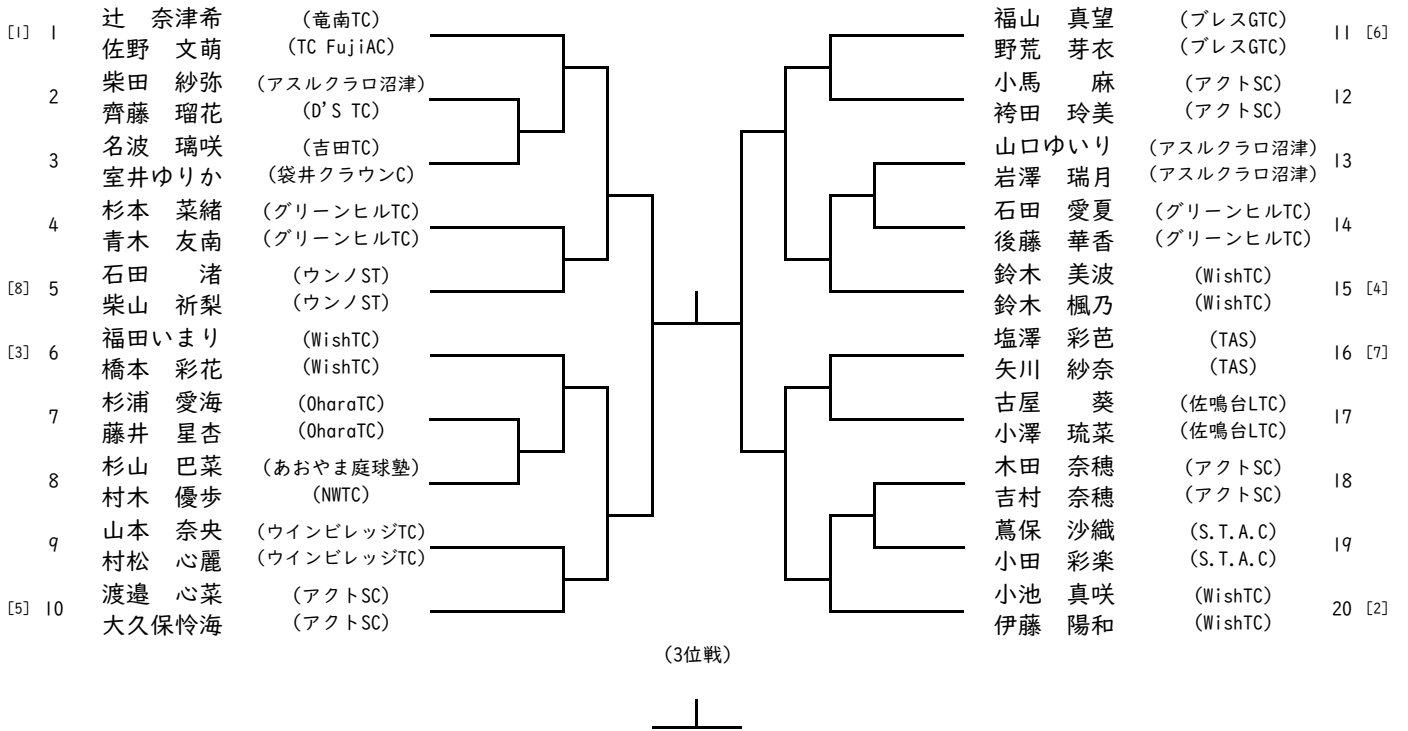 辻　奈津希　(竜南TC)
[1]　1
佐野　文萌　(TC FujiAC)
柴田　紗弥　(アスルクラロ沼津)
2
齊藤　瑠花　(D'S TC)
名波　璃咲　(吉田TC)
3
室井ゆりか　(袋井クラウンC)
杉本　菜緒　(グリーンヒルTC)
4
青木　友南　(グリーンヒルTC)
石田　　渚　(ウンノST)
[8]　5
柴山　祈梨　(ウンノST)
福田いまり　(WishTC)
[3]　6
橋本　彩花　(WishTC)
杉浦　愛海　(OharaTC)
7
藤井　星杏　(OharaTC)
杉山　巴菜　(あおやま庭球塾)
8
村木　優歩　(NWTC)
山本　奈央　(ウインビレッジTC)
9
村松　心麗　(ウインビレッジTC)
渡邉　心菜　(アクトSC)
[5]　10
大久保怜海　(アクトSC)
福山　真望　(ブレスGTC)
11　[6]
野荒　芽衣　(ブレスGTC)
小馬　　麻　(アクトSC)
12
袴田　玲美　(アクトSC)
山口ゆいり　(アスルクラロ沼津)
13
岩澤　瑞月　(アスルクラロ沼津)
石田　愛夏　(グリーンヒルTC)
14
後藤　華香　(グリーンヒルTC)
鈴木　美波　(WishTC)
15　[4]
鈴木　楓乃　(WishTC)
塩澤　彩芭　(TAS)
16　[7]
矢川　紗奈　(TAS)
古屋　　葵　(佐鳴台LTC)
17
小澤　琉菜　(佐鳴台LTC)
木田　奈穂　(アクトSC)
18
吉村　奈穂　(アクトSC)
蔦保　沙織　(S.T.A.C)
19
小田　彩楽　(S.T.A.C)
小池　真咲　(WishTC)
20　[2]
伊藤　陽和　(WishTC)
(3位戦)